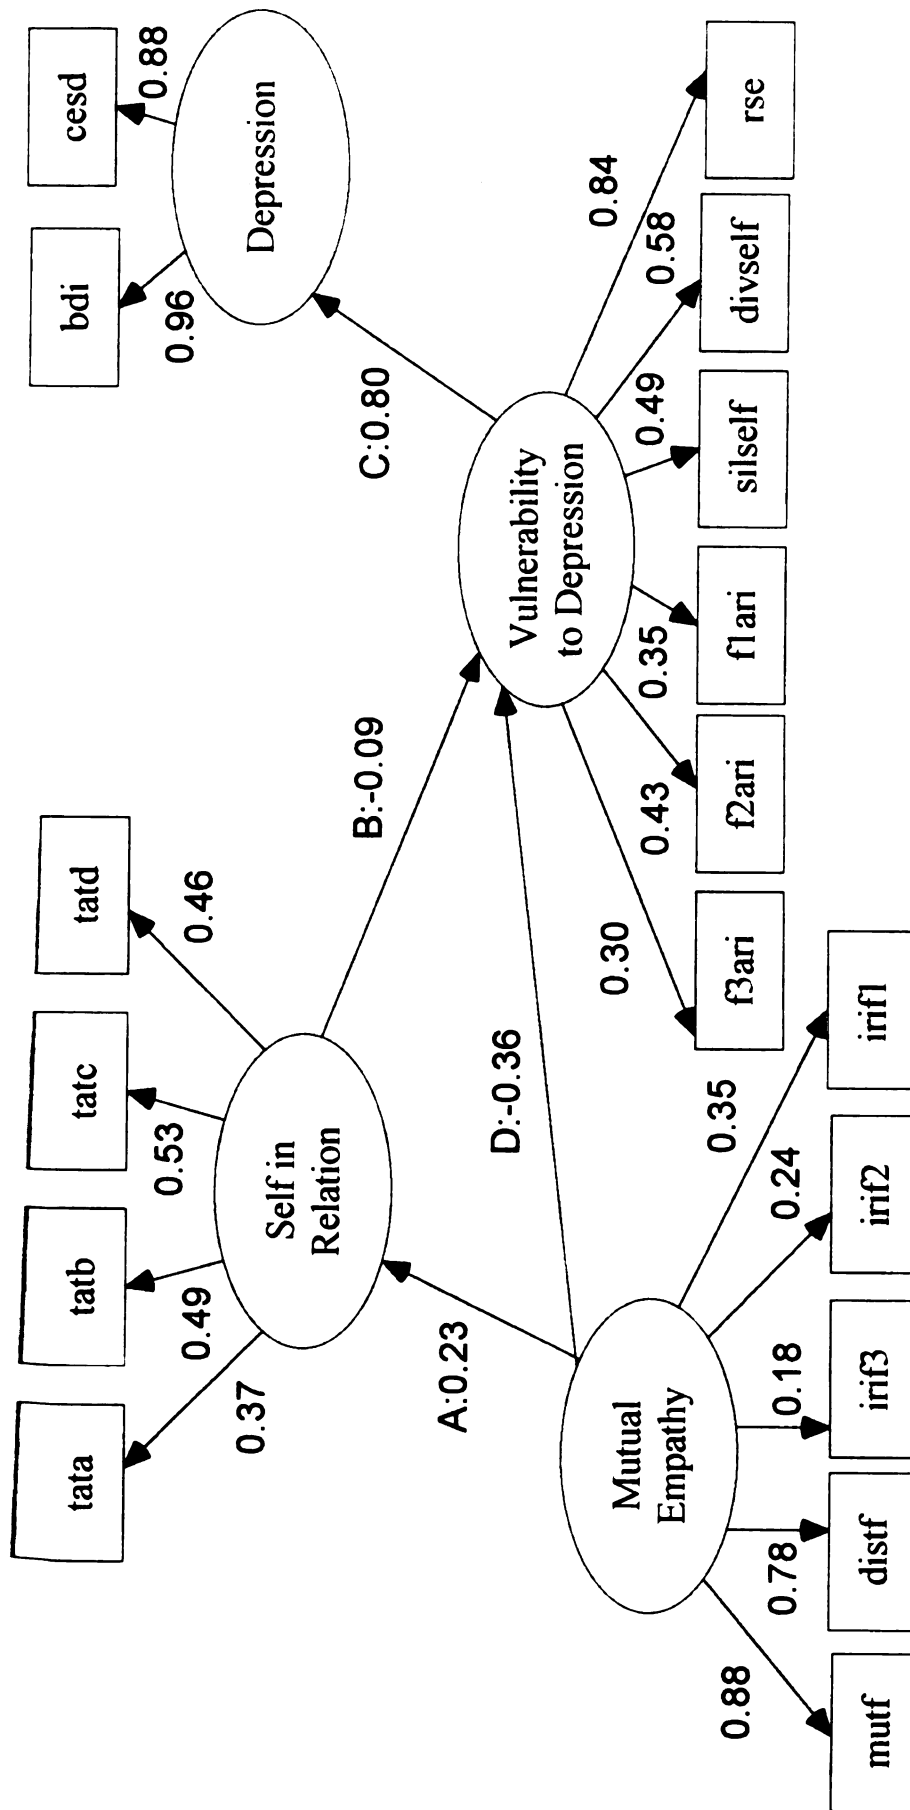 tata
tatb
tatc
tatd
bdi
cesd
0.37
0.49
0.53
0.46
0.96
0.88
Self in
Relation
Depression
A:0.23
B:-0.09
C:0.80
D:-0.36
Mutual
Empathy
Vulnerability
to Depression
0.30
0.43
0.35
0.49
0.58
0.84
f3ari
f2ari
f1ari
silself
divself
rse
0.88
0.78
0.18
0.24
0.35
mutf
distf
irif3
irif2
irif1